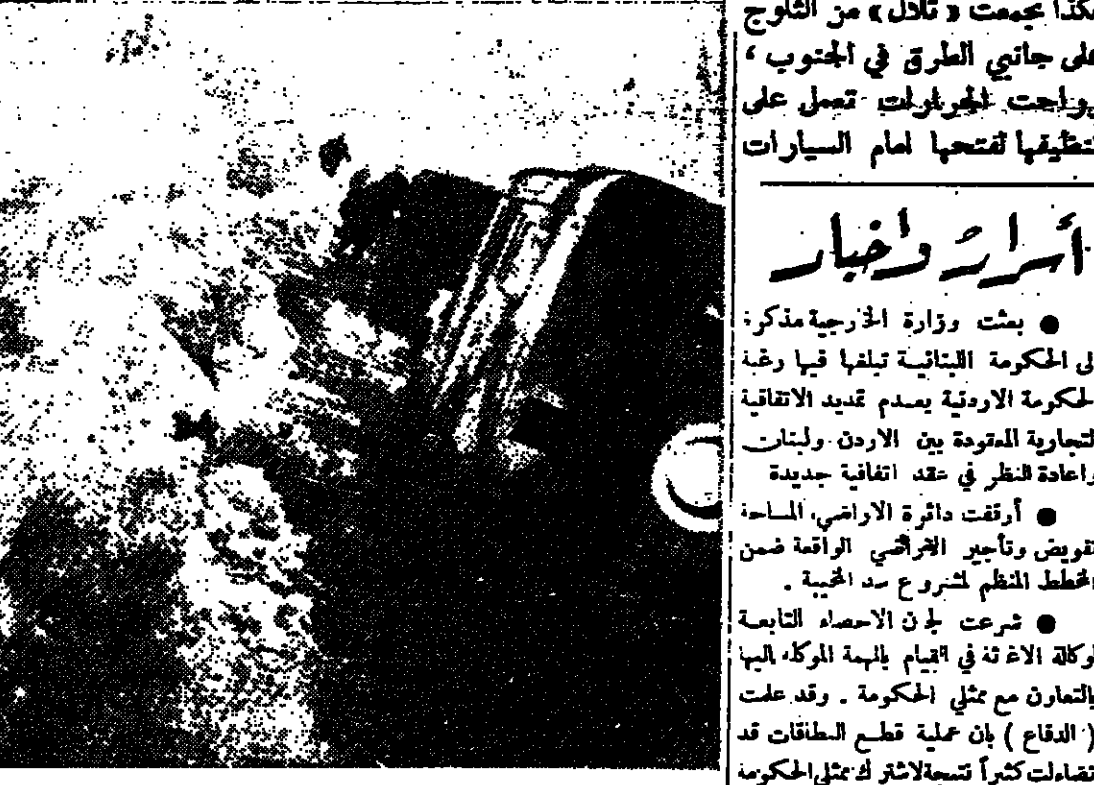 هكذا تجمعت « تلال » من الثلوج
على جانبي الطرق في الجنوب ،
وراحت الجرارات تعمل على
تنظيفها لفتحها امام السيارات
أسرار وأخبار
● بعثت وزارة الخارجية مذكرة
الى الحكومة اللبنانية تبلغها فيها رغبة
الحكومة الاردنية بعدم تمديد الاتفاقية
التجارية المعقودة بين الاردن ولبنان
واعادة النظر في عقد اتفاقية جديدة
● أوقفت دائرة الاراضي والمساحة
تفويض وتأجير الاراضي الواقعة ضمن
المخطط المنظم لمشروع سد المخيبة .
● شرعت لجان الاحصاء التابعة
لوكالة الاغاثة في القيام بالمهمة الموكلة اليها
بالتعاون مع ممثلي الحكومة . وقد علمت
( الدفاع ) بان عملية قطع البطاقات قد
تضاءلت كثيراً نتيجة لاشتراك ممثلي الحكومة